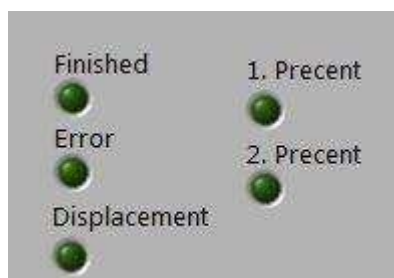 Finished
1. Precent
Error
2. Precent
Displacement